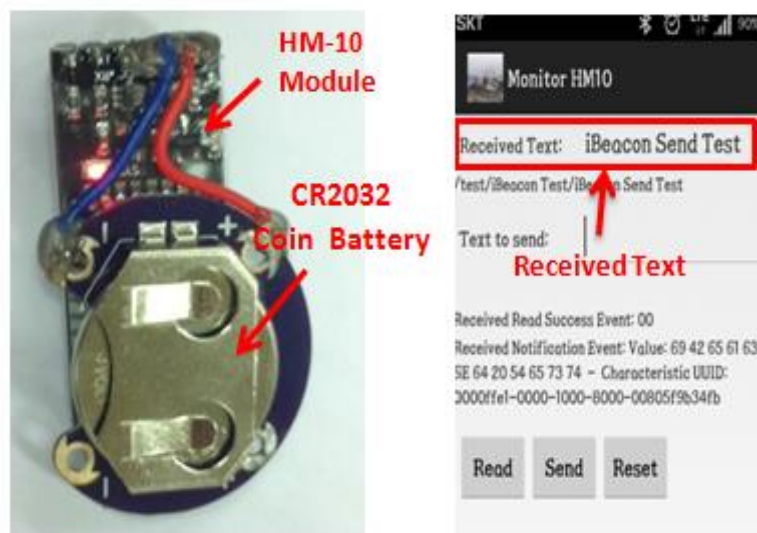 HM-10
Module
CR2032
Coin Battery
SKT
LTE
90%
Monitor HM10
Received Text: iBeacon Send Test
/test/iBeacon Test/iBeacon Send Test
Text to send:
Received Text
Received Read Success Event: 00
Received Notification Event: Value: 69 42 65 61 63
6E 64 20 54 65 73 74 - Characteristic UUID:
0000ffe1-0000-1000-8000-00805f9b34fb
Read Send Reset